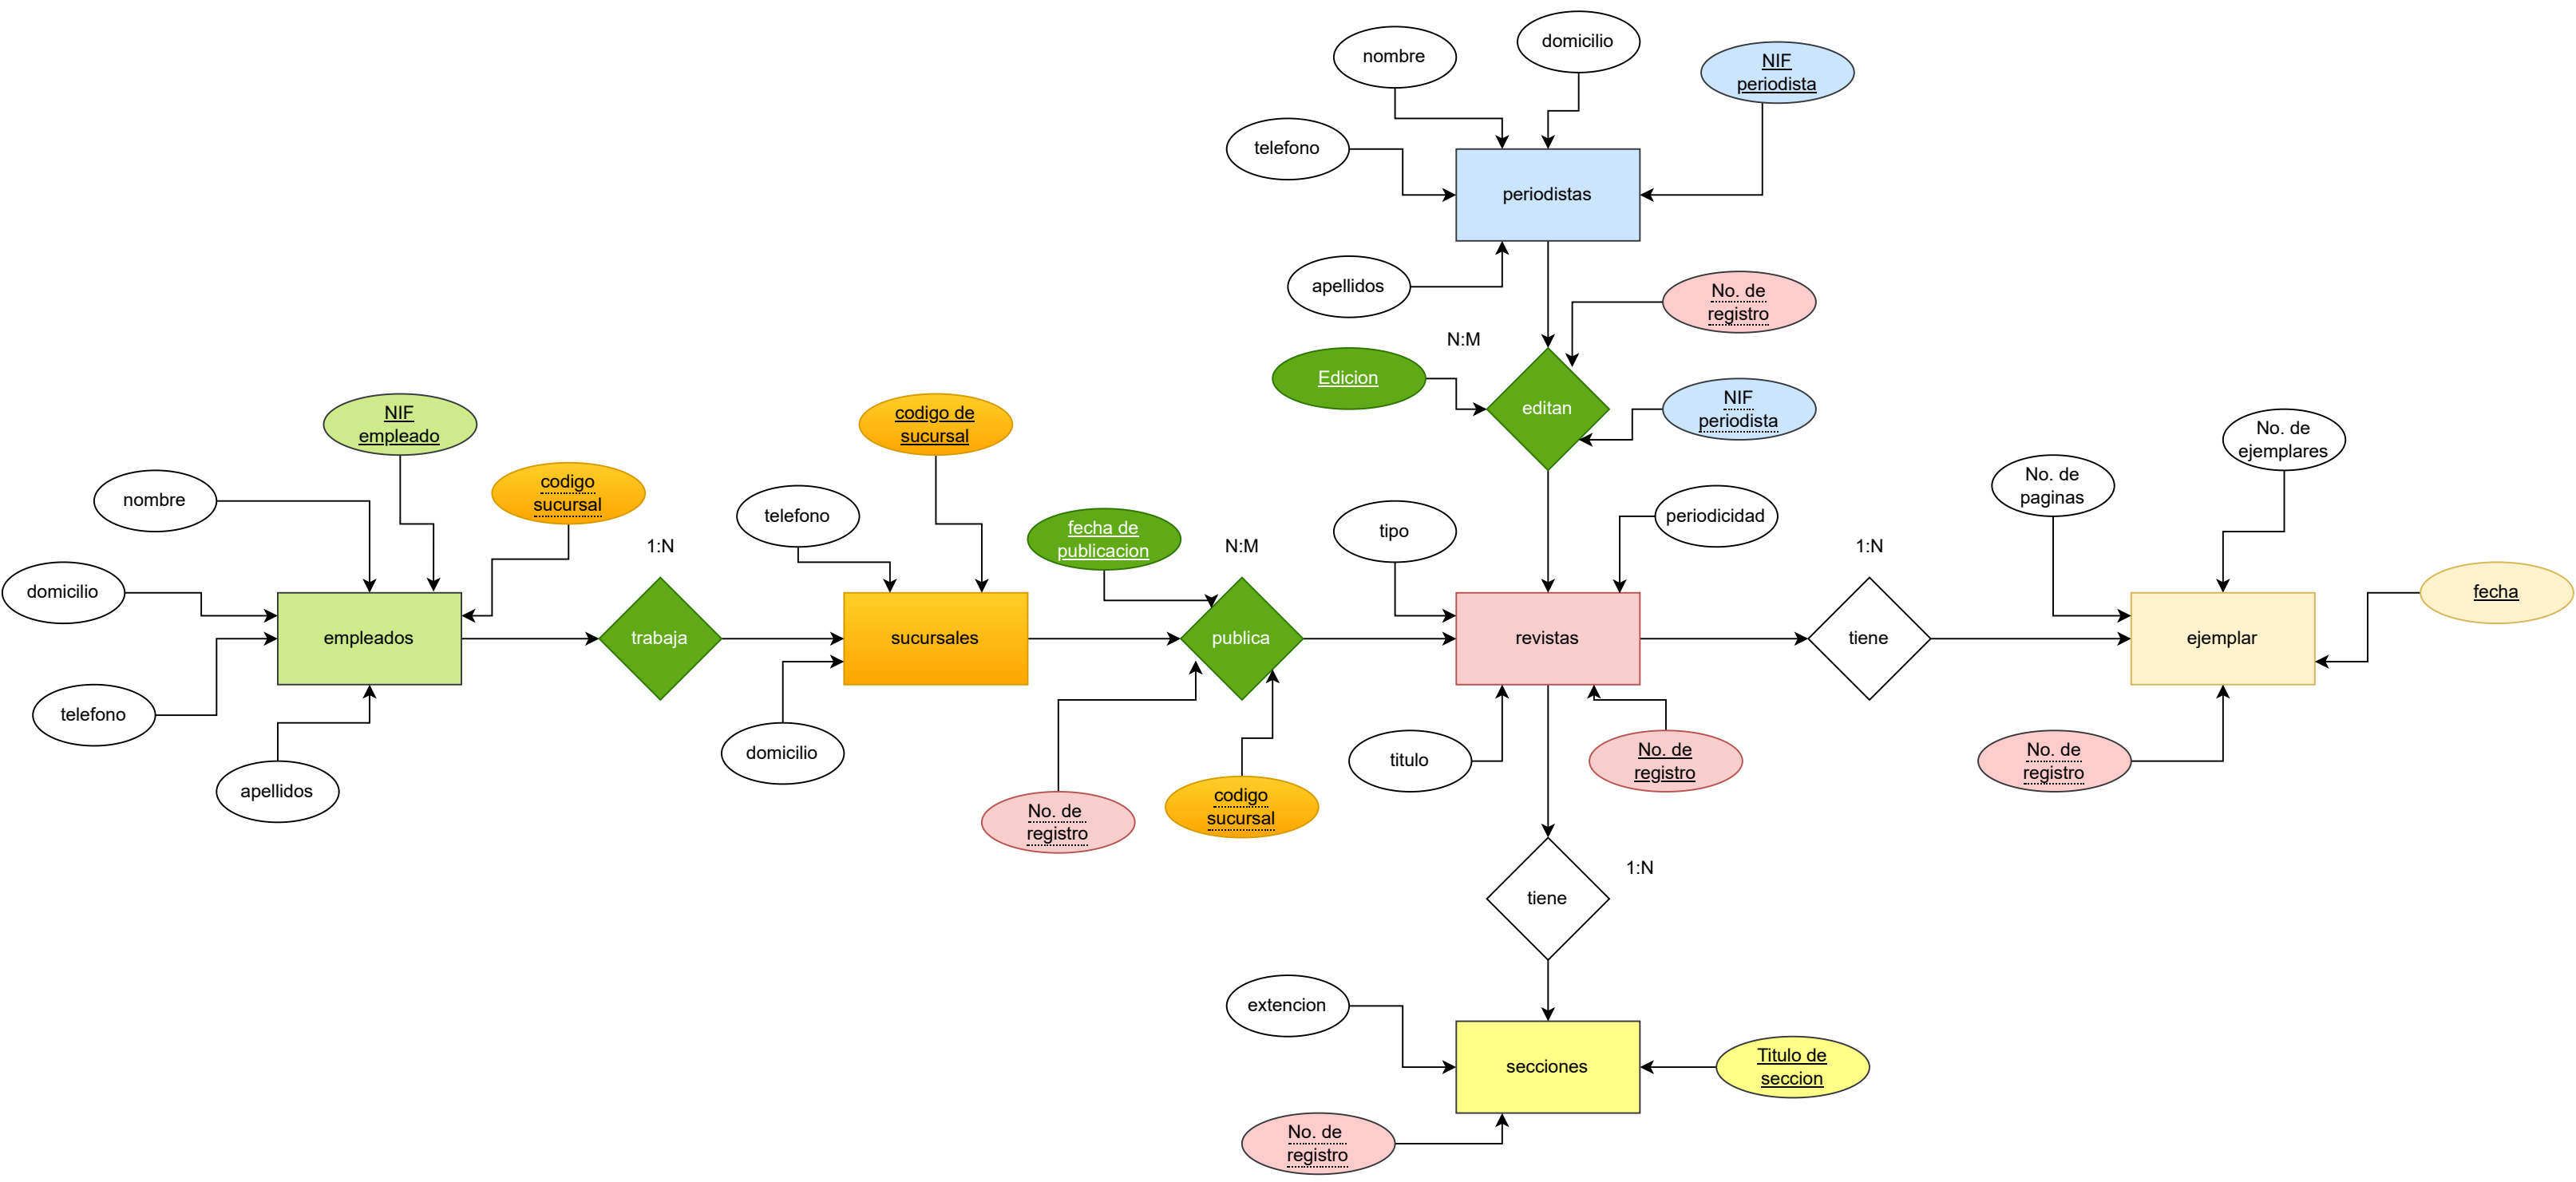 domilicio
nombre
NIF
periodista
telefono
periodistas
apellidos
No. de
registro
N:M
Edicion
editan
NIF
periodista
NIF
empleado
codigo de
sucursal
No. de
ejemplares
nombre
codigo
sucursal
No. de
paginas
telefono
fecha de
publicacion
tipo
periodicidad
1:N
N:M
1:N
domicilio
fecha
empleados
trabaja
sucursales
publica
revistas
tiene
ejemplar
telefono
domicilio
titulo
No. de
registro
No. de
registro
apellidos
No. de
registro
codigo
sucursal
1:N
tiene
extencion
secciones
Titulo de
seccion
No. de
registro